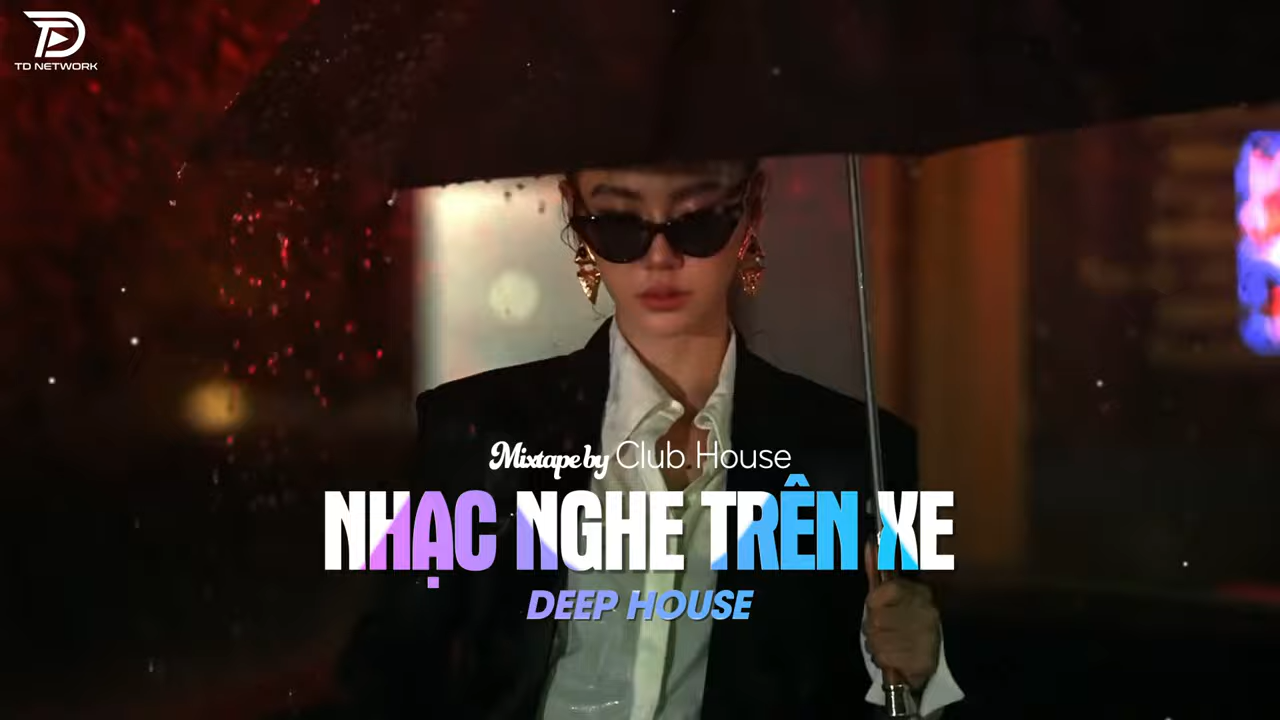 TD NETWORK
Mixtape by Club House
NHẠC NGHE TRÊN XE
DEEP HOUSE